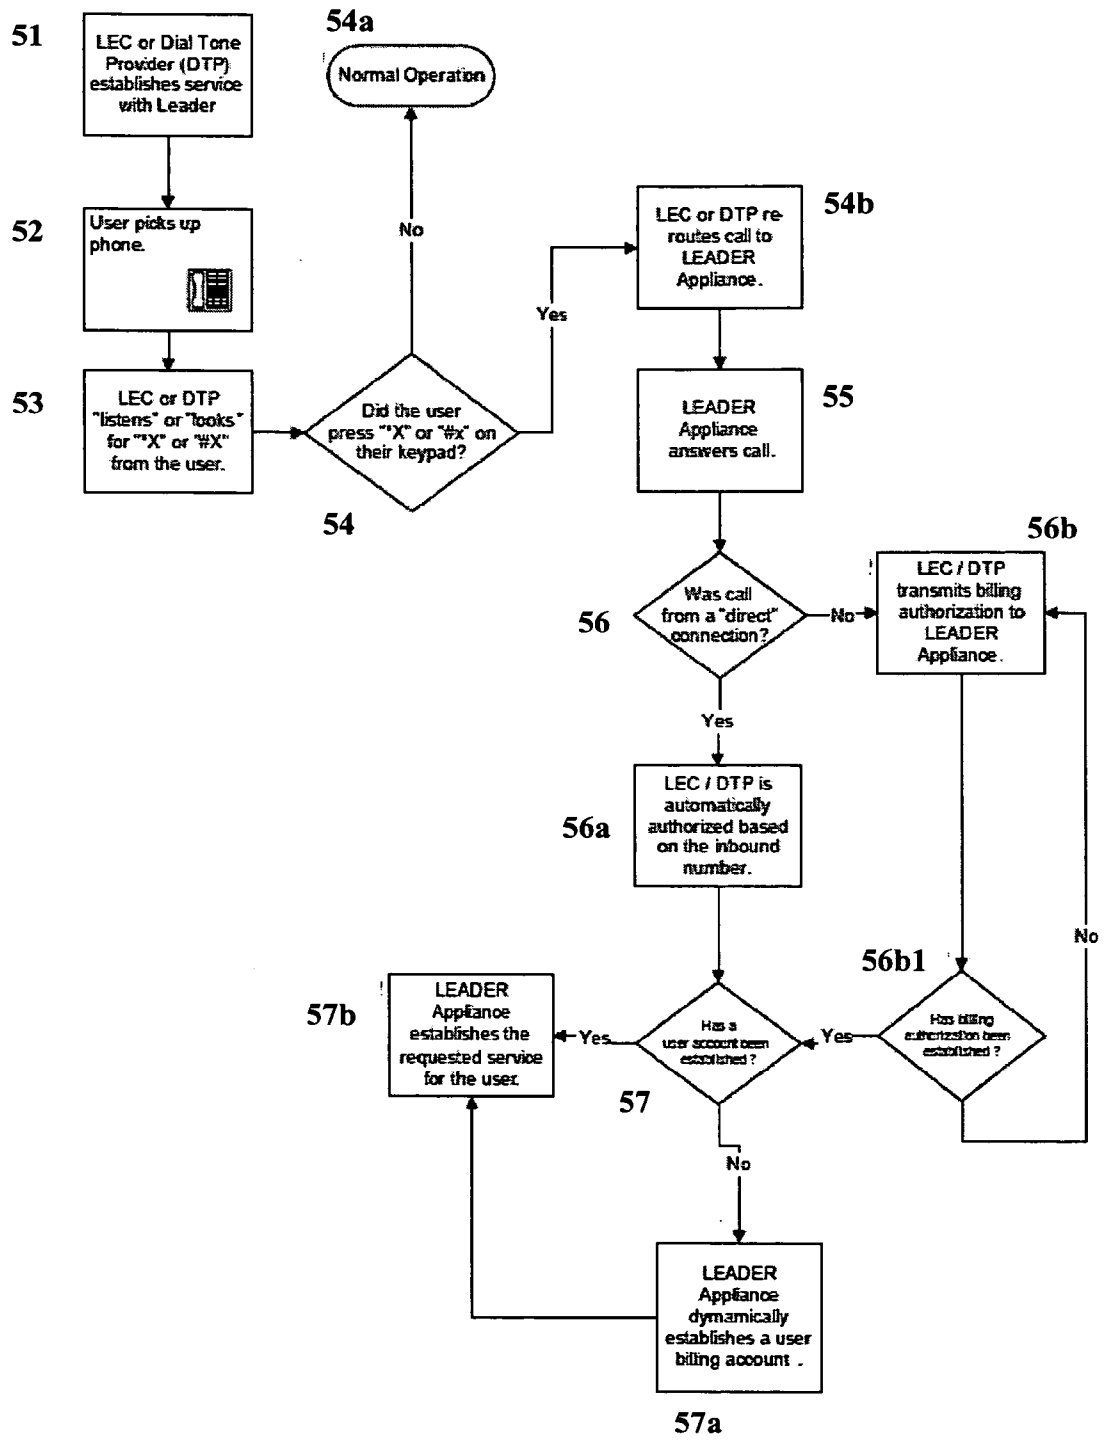 51
LEC or Dial Tone
Provider (DTP)
establishes service
with Leader
54a
Normal Operation
52
User picks up
phone.
No
LEC or DTP re-
routes call to
LEADER
Appliance.
54b
Yes
53
LEC or DTP
"listens" or "looks"
for "*X" or "#X"
from the user.
Did the user
press "*X" or "#x" on
their keypad?
54
LEADER
Appliance
answers call.
55
56
Was call
from a "direct"
connection?
No
56b
LEC / DTP
transmits billing
authorization to
LEADER
Appliance.
Yes
56a
LEC / DTP is
automatically
authorized based
on the inbound
number.
No
56b1
Has billing
authorization been
established ?
Yes
57
Has a
user account been
established ?
Yes
57b
LEADER
Appliance
establishes the
requested service
for the user.
No
LEADER
Appliance
dymamically
establishes a user
billing account .
57a